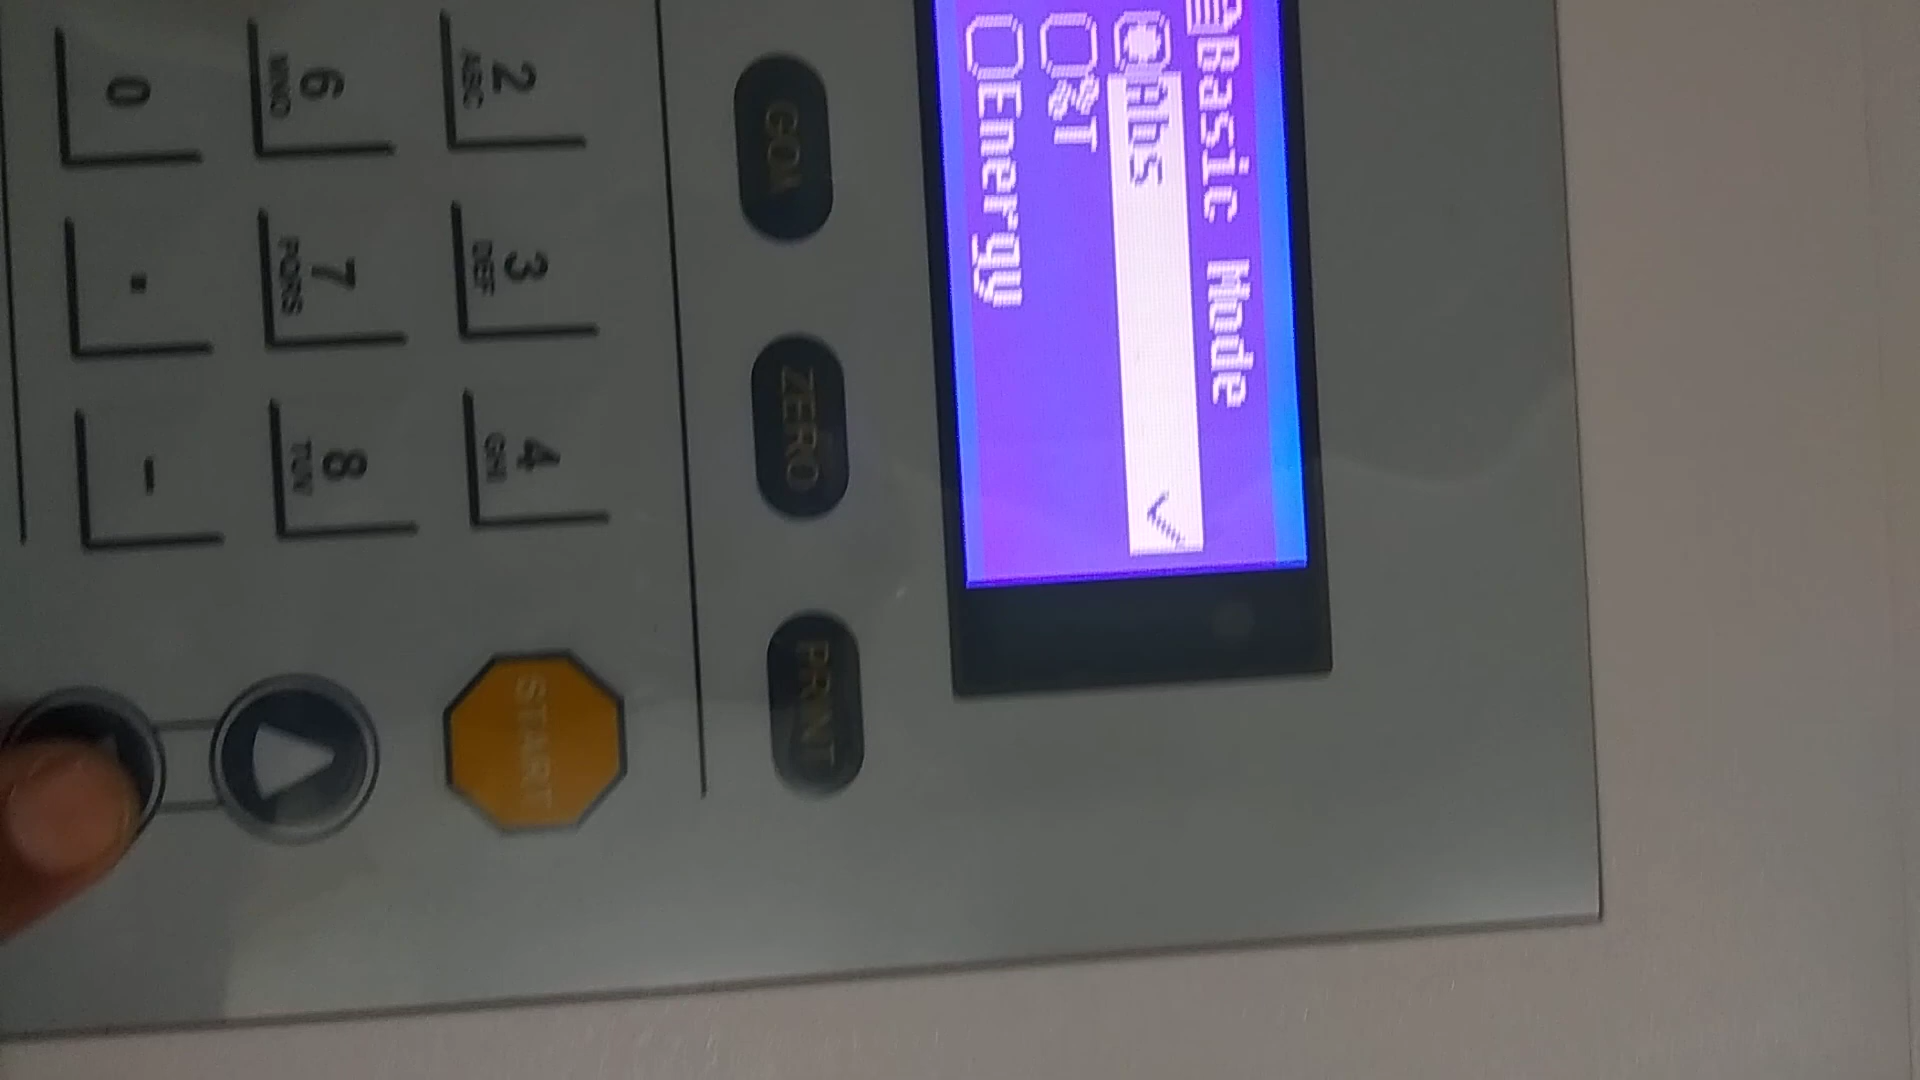 Basic Mode
Abs
%T
Energy
GOλ
ZERO
PRINT
2
ABC
3
DEF
4
GHI
START
6
MNO
7
PQRS
8
TUV
0
.
-